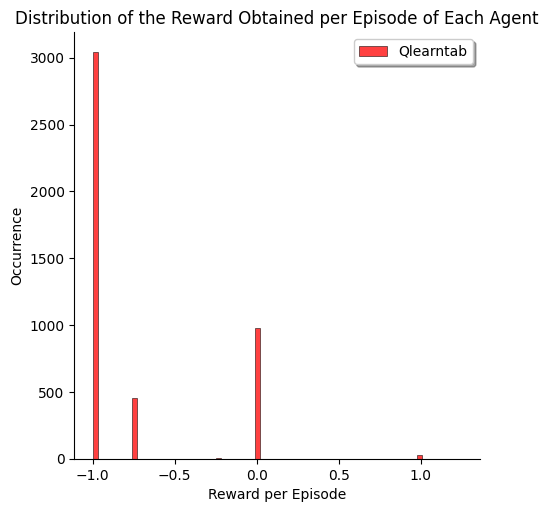 Distribution of the Reward Obtained per Episode of Each Agent
Qlearntab
3000
2500
2000
1500
1000
500
0
Occurrence
−1.0 −0.5 0.0 0.5 1.0
Reward per Episode